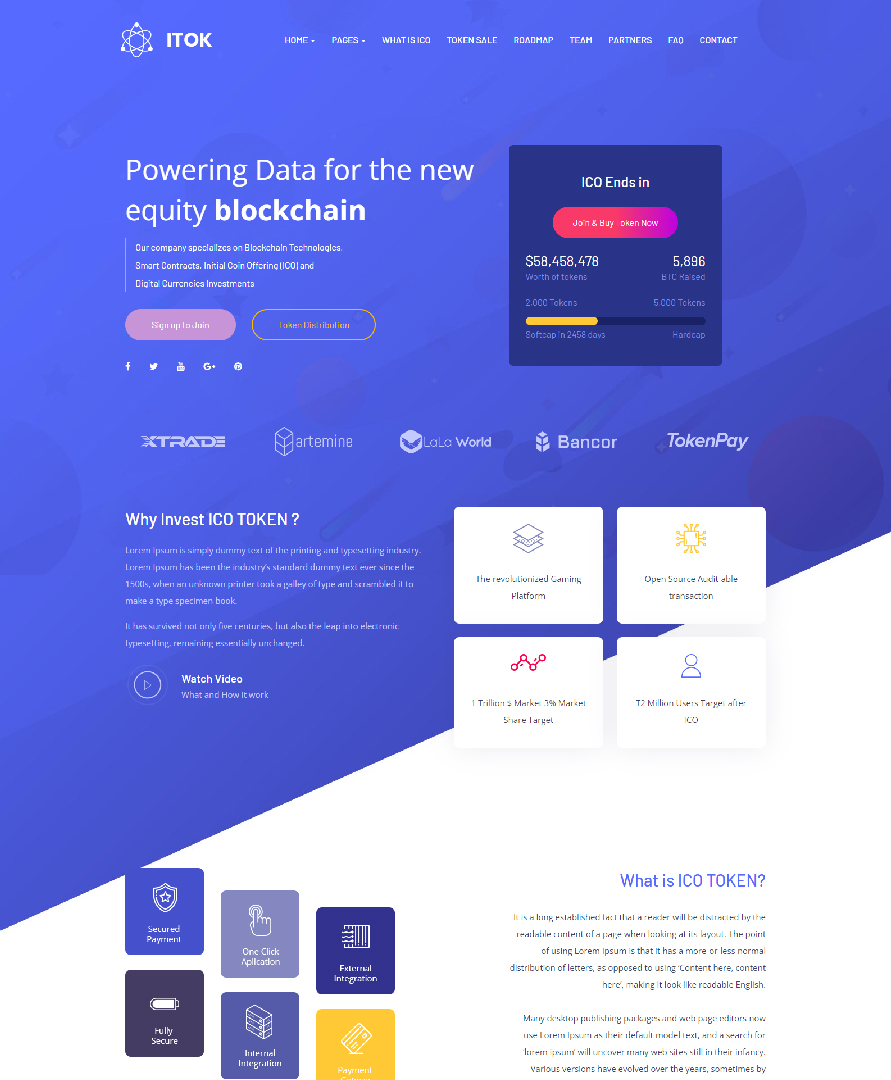 ITOK
HOME PAGES WHAT IS ICO TOKEN SALE ROADMAP TEAM PARTNERS FAQ CONTACT
Powering Data for the new
equity blockchain
Our company specializes on Blockchain Technologies,
Smart Contracts, Initial Coin Offering (ICO) and
Digital Currencies Investments
Sign up to Join
Token Distribution
ICO Ends in
Join & Buy Token Now
$58,458,478 5,896
Worth of tokens BTC Raised
2,000 Tokens 5,000 Tokens
Softcap in 2458 days Hardcap
XTRADE
artemine
LaLa World
Bancor
TokenPay
Why Invest ICO TOKEN ?
Lorem Ipsum is simply dummy text of the printing and typesetting industry.
Lorem Ipsum has been the industry's standard dummy text ever since the
1500s, when an unknown printer took a galley of type and scrambled it to
make a type specimen book.
It has survived not only five centuries, but also the leap into electronic
typesetting, remaining essentially unchanged.
Watch Video
What and How it work
The revolutionized Gaming
Platform
Open Source Audit-able
transaction
1 Trillion $ Market 3% Market
Share Target
12 Million Users Target after
ICO
Secured
Payment
One Click
Aplication
External
Integration
Fully
Secure
Internal
Integration
Payment
What is ICO TOKEN?
It is a long established fact that a reader will be distracted by the
readable content of a page when looking at its layout. The point
of using Lorem Ipsum is that it has a more-or-less normal
distribution of letters, as opposed to using 'Content here, content
here', making it look like readable English.
Many desktop publishing packages and web page editors now
use Lorem Ipsum as their default model text, and a search for
'lorem ipsum' will uncover many web sites still in their infancy.
Various versions have evolved over the years, sometimes by